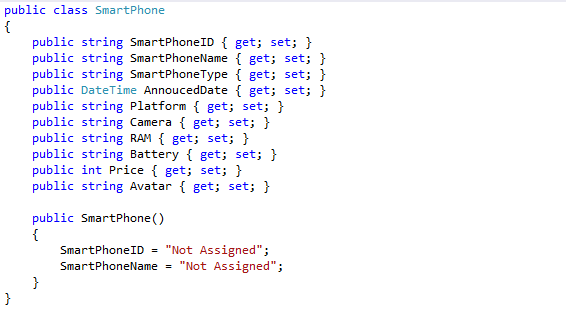 public class SmartPhone
{
    public string SmartPhoneID { get; set; }
    public string SmartPhoneName { get; set; }
    public string SmartPhoneType { get; set; }
    public DateTime AnnoucedDate { get; set; }
    public string Platform { get; set; }
    public string Camera { get; set; }
    public string RAM { get; set; }
    public string Battery { get; set; }
    public int Price { get; set; }
    public string Avatar { get; set; }

    public SmartPhone()
    {
        SmartPhoneID = "Not Assigned";
        SmartPhoneName = "Not Assigned";
    }
}